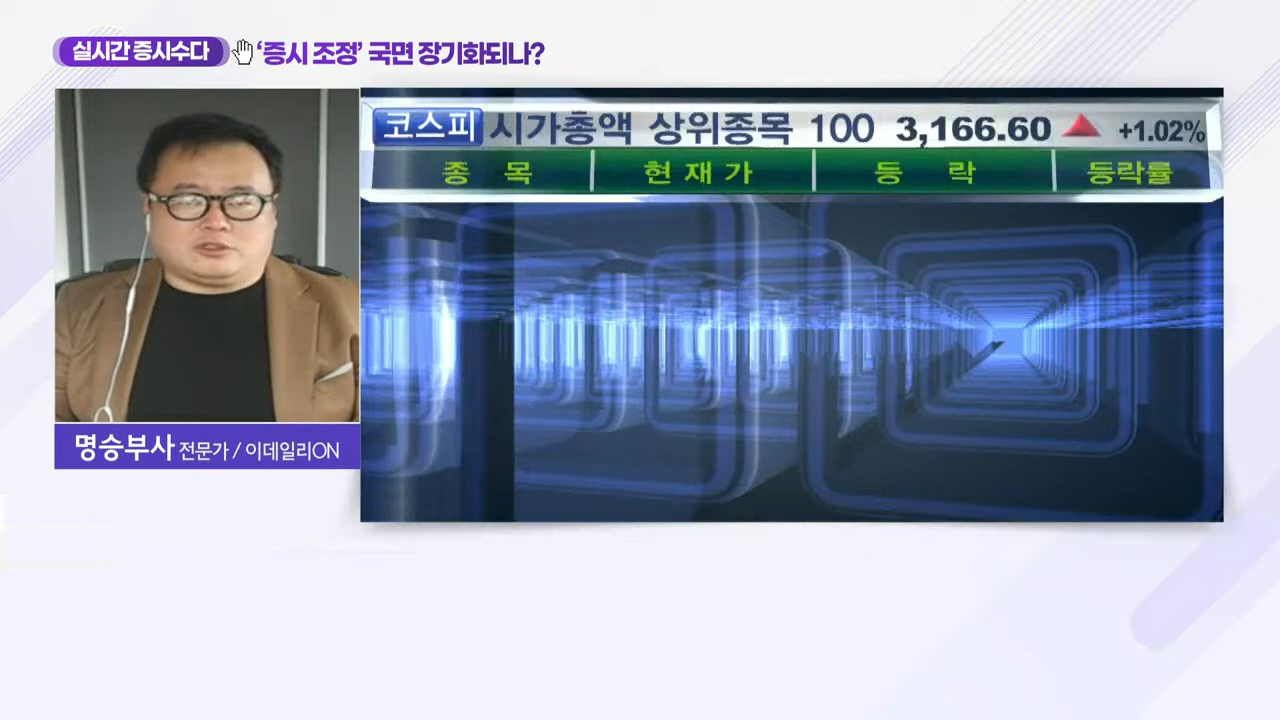 실시간 증시수다 ‘증시 조정’ 국면 장기화되나?
코스피 시가총액 상위종목 100 3,166.60 ▲ +1.02%
종 목 현 재 가 등 락 등락률
명승부사 전문가 / 이데일리ON